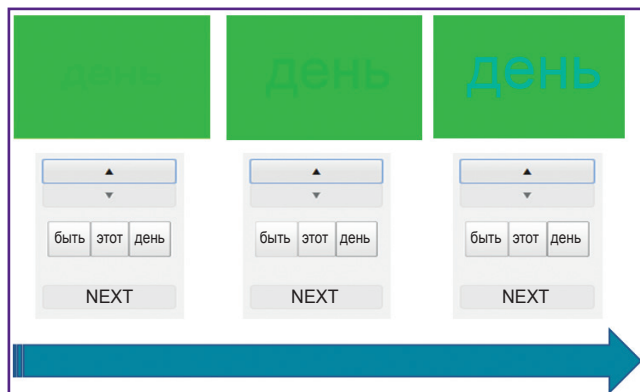 день день день
▲ ▲ ▲
▼ ▼ ▼
быть этот день быть этот день быть этот день
NEXT NEXT NEXT